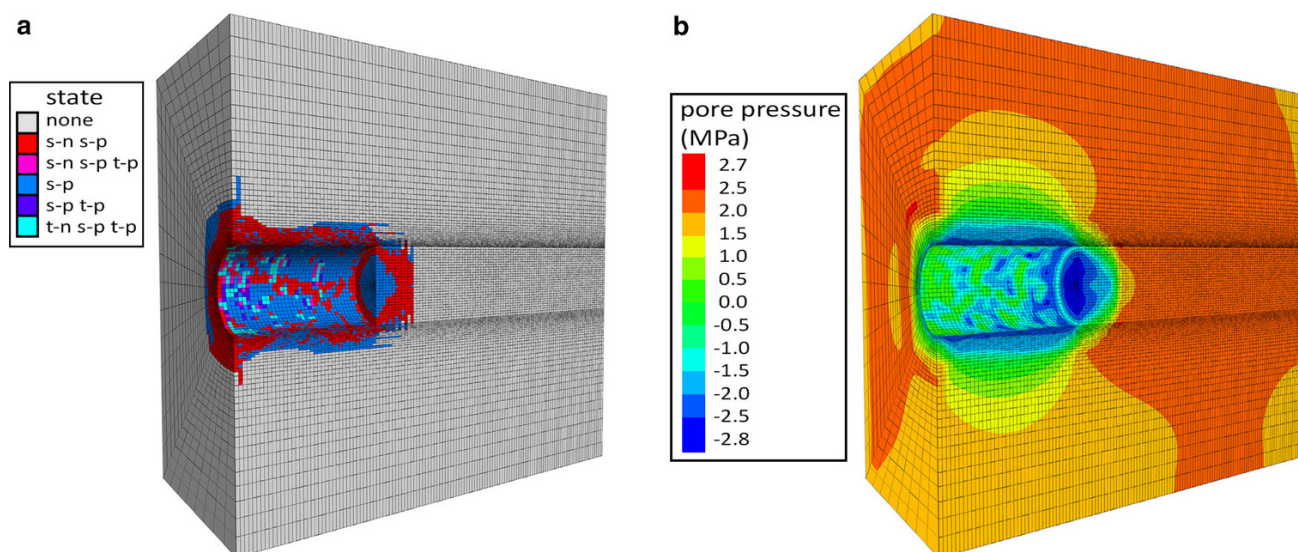 a
state
none
s-n s-p
s-n s-p t-p
s-p
s-p t-p
t-n s-p t-p
b
pore pressure
(MPa)
2.7
2.5
2.0
1.5
1.0
0.5
0.0
-0.5
-1.0
-1.5
-2.0
-2.5
-2.8